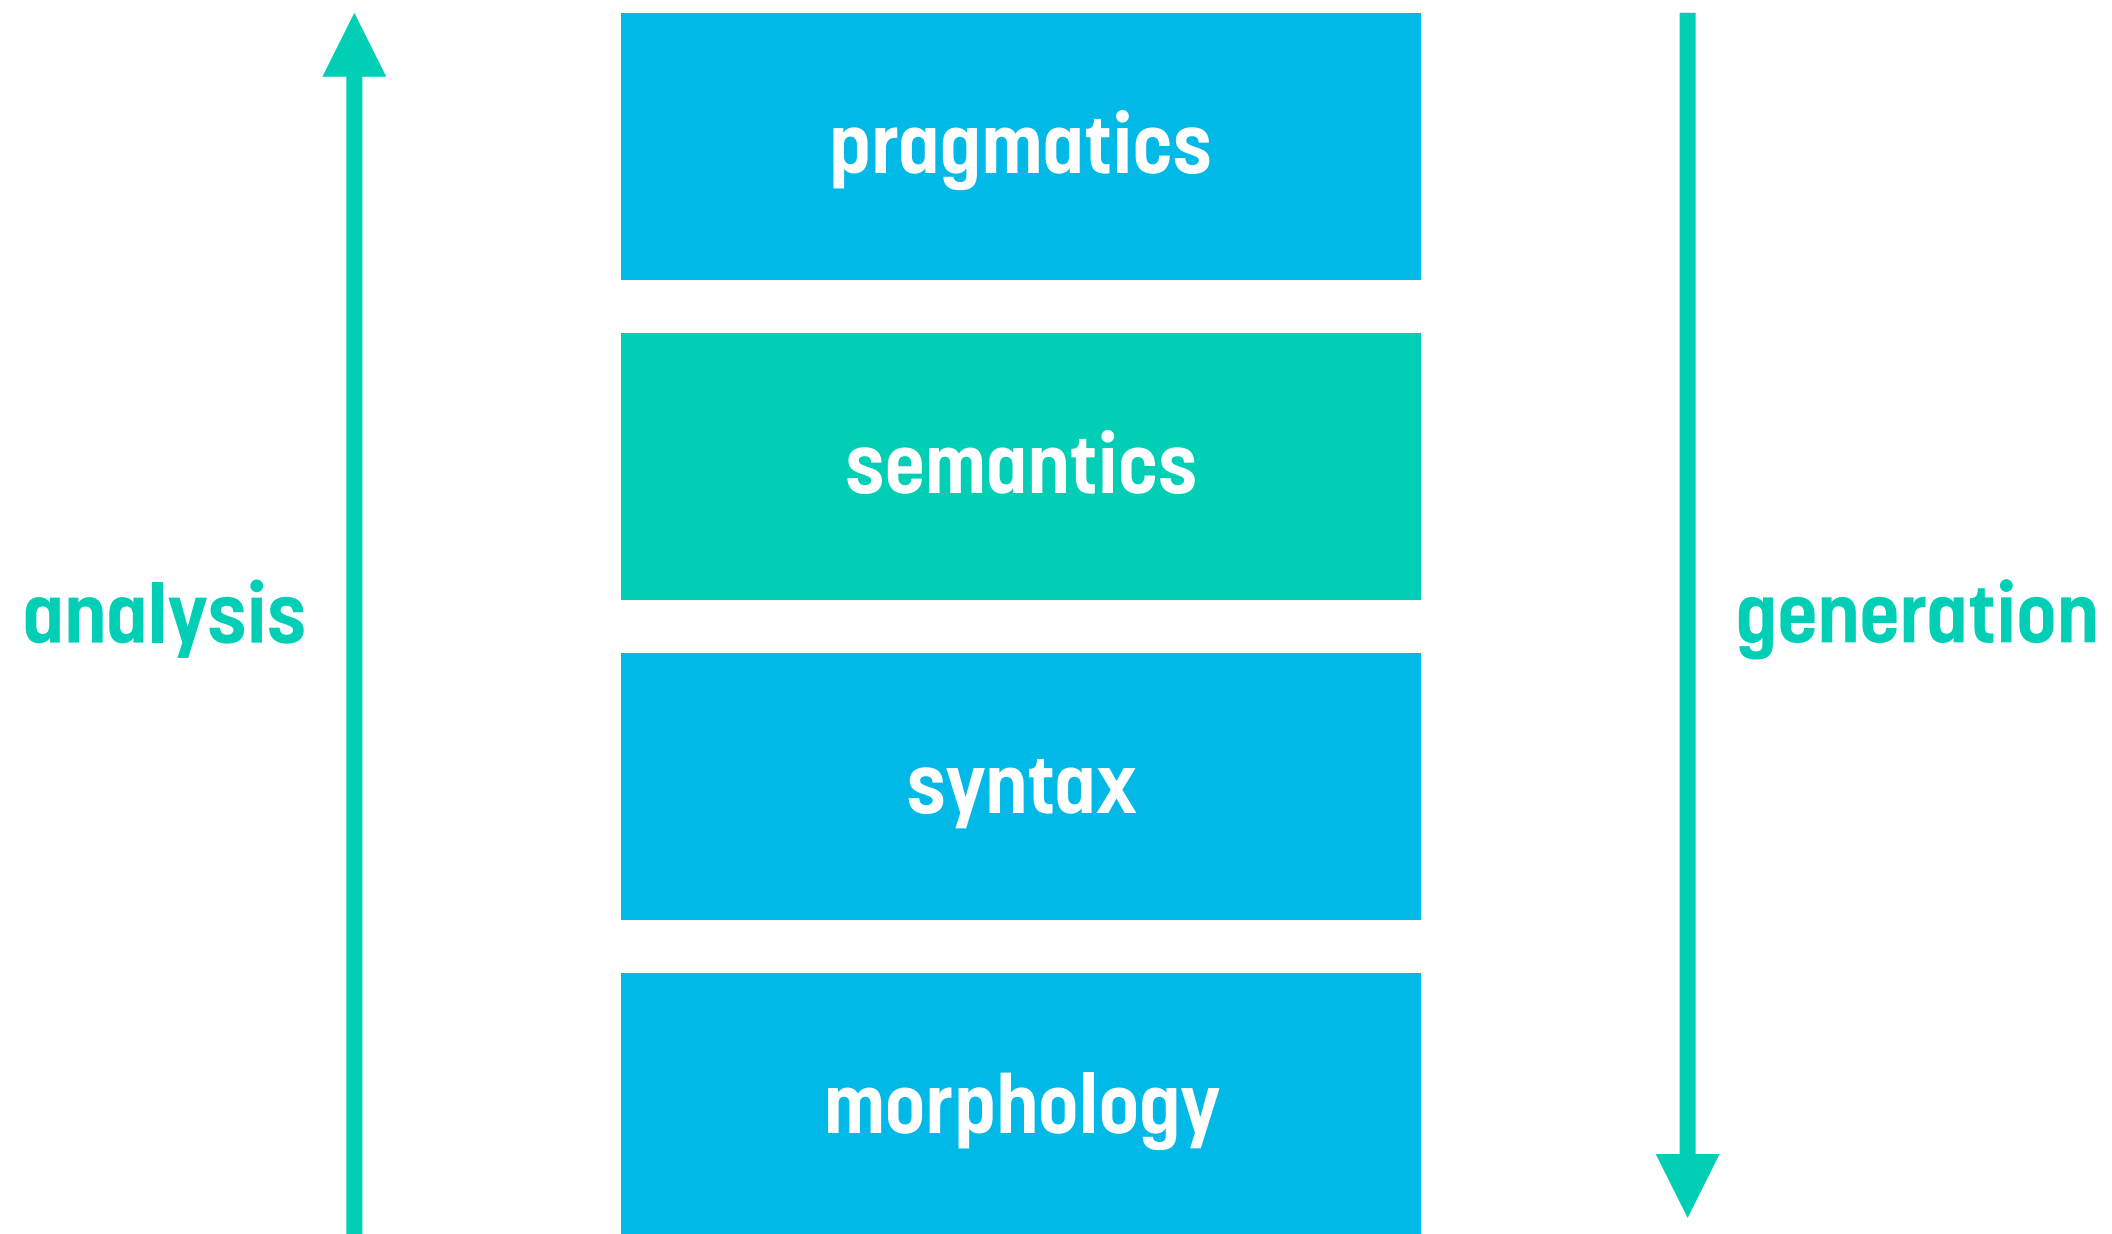 pragmatics
semantics
analysis
generation
syntax
morphology